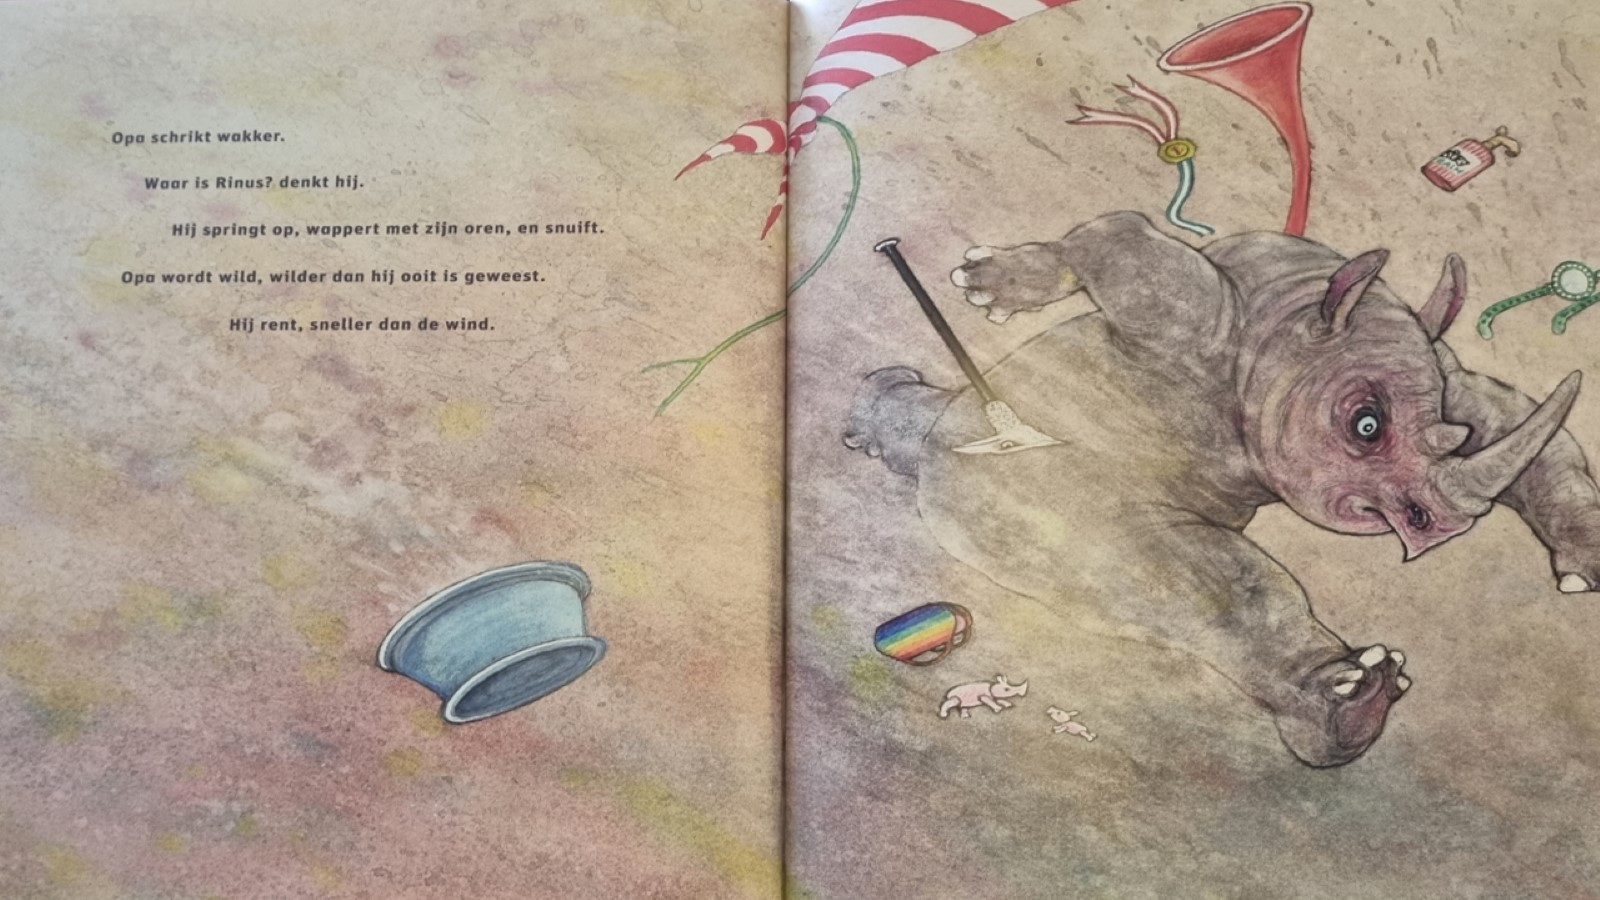 Opa schrikt wakker.
Waar is Rinus? denkt hij.
Hij springt op, wappert met zijn oren, en snuift.
Opa wordt wild, wilder dan hij ooit is geweest.
Hij rent, sneller dan de wind.